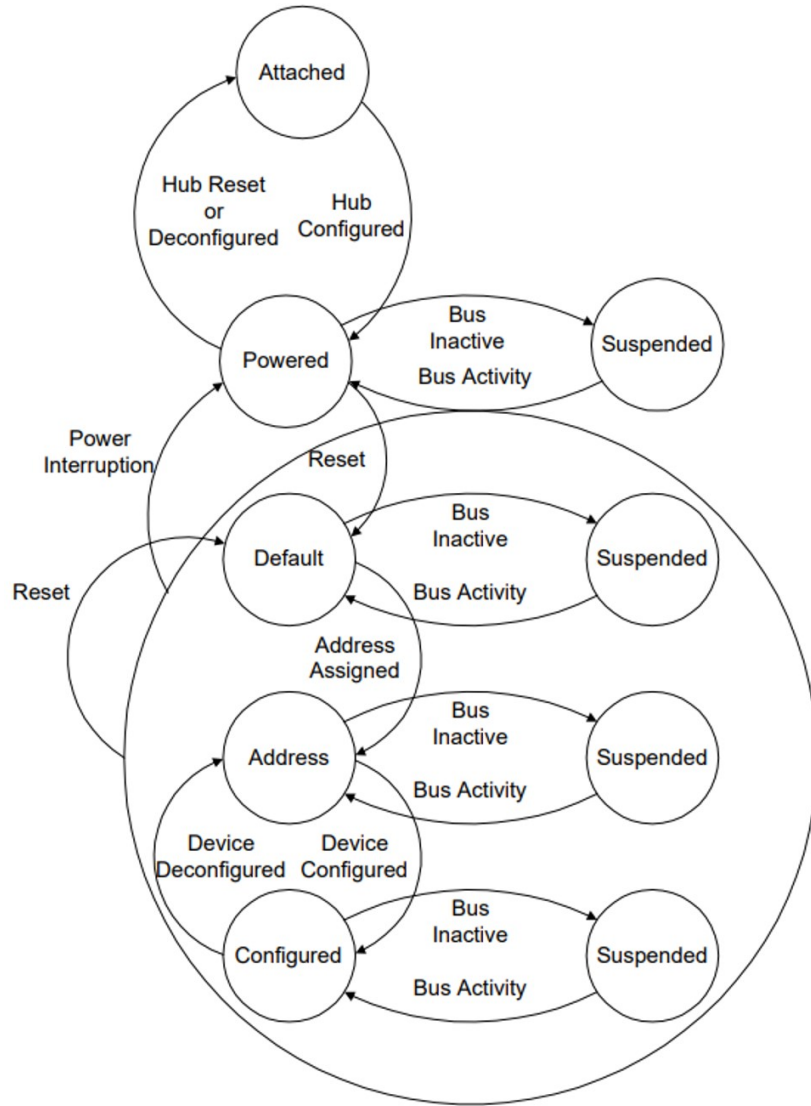 Attached
Hub Reset
or
Deconfigured
Hub
Configured
Powered
Bus
Inactive
Bus Activity
Suspended
Power
Interruption
Reset
Reset
Default
Bus
Inactive
Bus Activity
Suspended
Address
Assigned
Address
Bus
Inactive
Bus Activity
Suspended
Device
Deconfigured
Device
Configured
Configured
Bus
Inactive
Bus Activity
Suspended